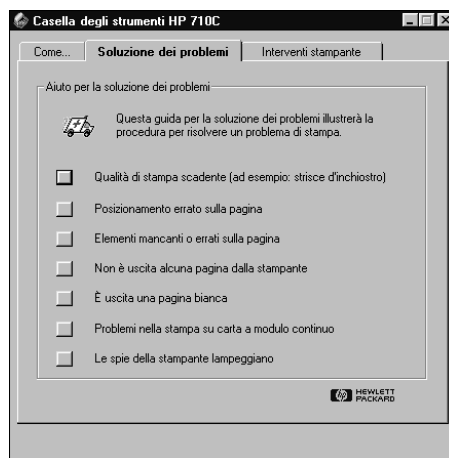 Casella degli strumenti HP 710C
Come...
Soluzione dei problemi
Interventi stampante
Aiuto per la soluzione dei problemi
Questa guida per la soluzione dei problemi illustrerà la
procedura per risolvere un problema di stampa.
Qualità di stampa scadente (ad esempio: strisce d'inchiostro)
Posizionamento errato sulla pagina
Elementi mancanti o errati sulla pagina
Non è uscita alcuna pagina dalla stampante
È uscita una pagina bianca
Problemi nella stampa su carta a modulo continuo
Le spie della stampante lampeggiano
hp HEWLETT
PACKARD